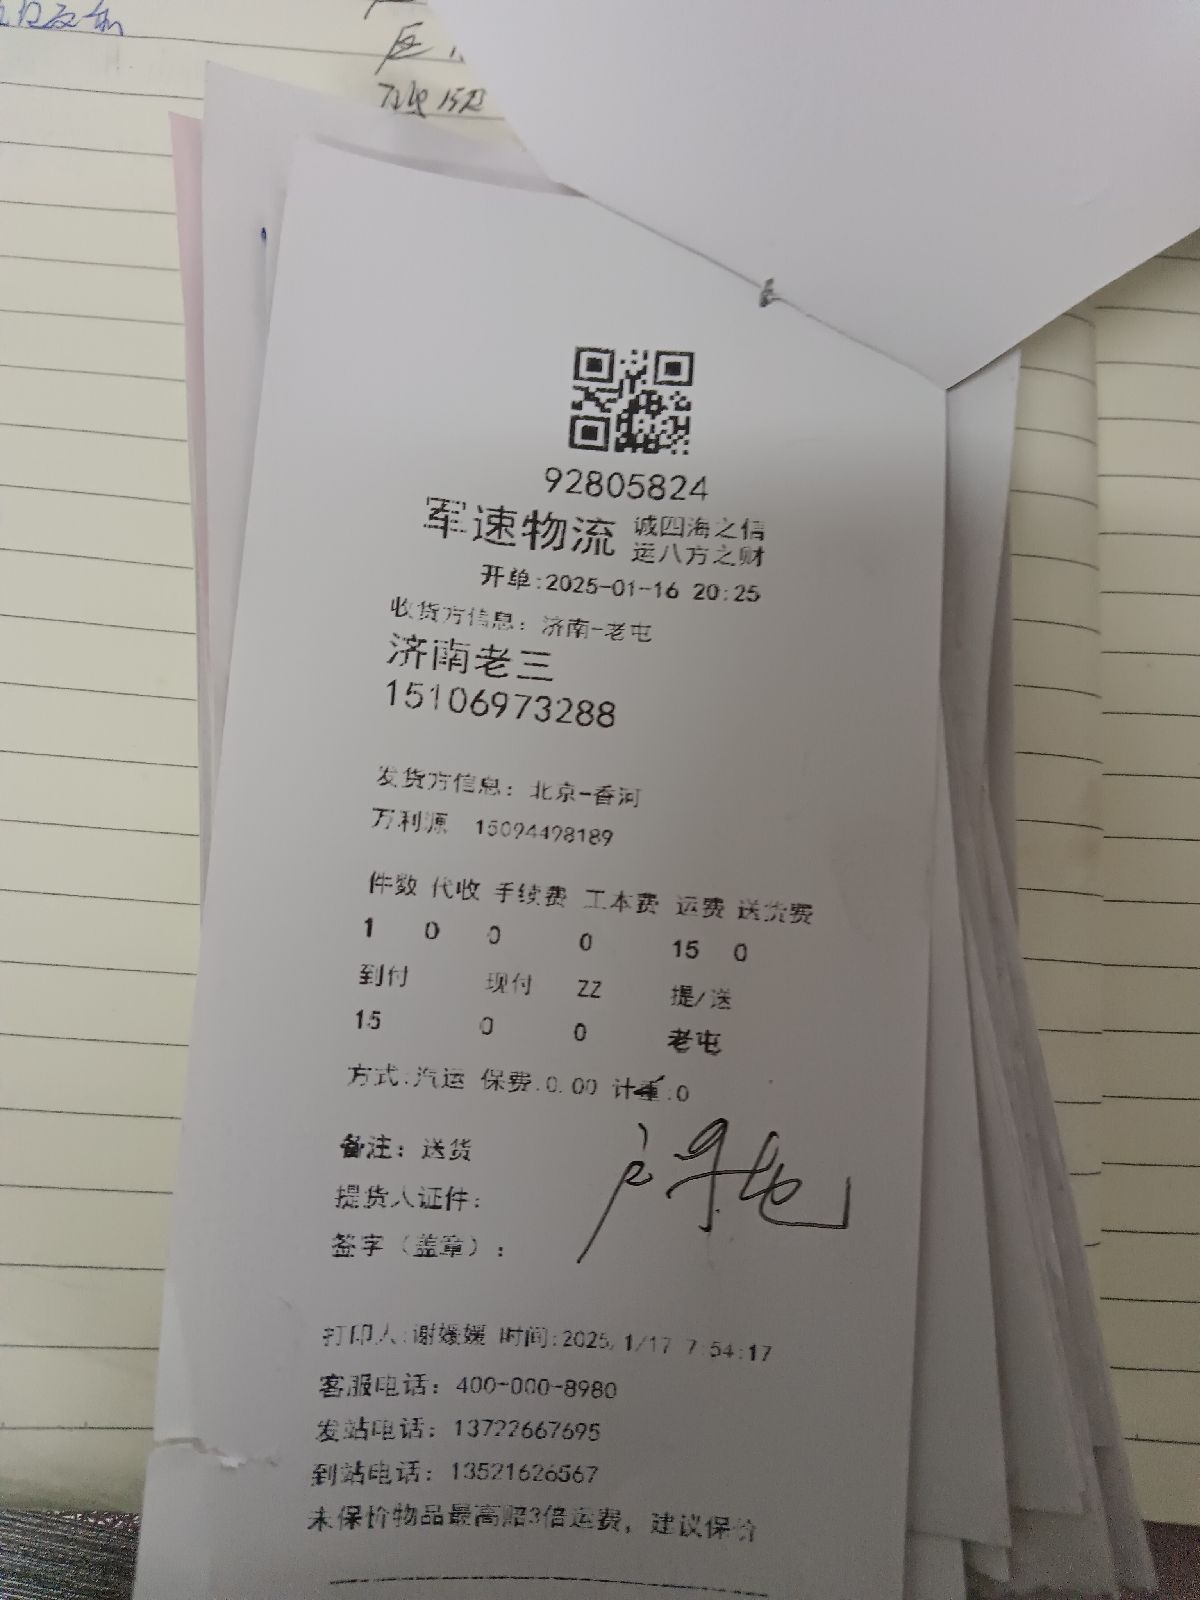 92805824
军速物流 诚四海之信
运八方之财
开单:2025-01-16 20:25
收货方信息：济南-老屯
济南老三
15106973288
发货方信息：北京-香河
万利源 15094498189
件数 代收 手续费 工本费 运费 送货费
1 0 0 0 15 0
到付 现付 ZZ 提/送
15 0 0 老屯
方式:汽运 保费:0.00 计重:0
备注：送货
提货人证件：
签字（盖章）：
打印人:谢媛媛 时间:2025/1/17 7:54:17
客服电话：400-000-8980
发站电话：13722667695
到站电话：13521626567
未保价物品最高赔3倍运费，建议保价